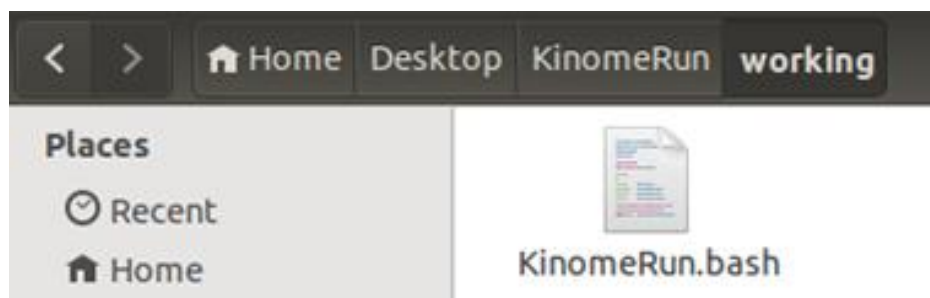 < > Home Desktop KinomeRun working
Places
Recent
Home
KinomeRun.bash